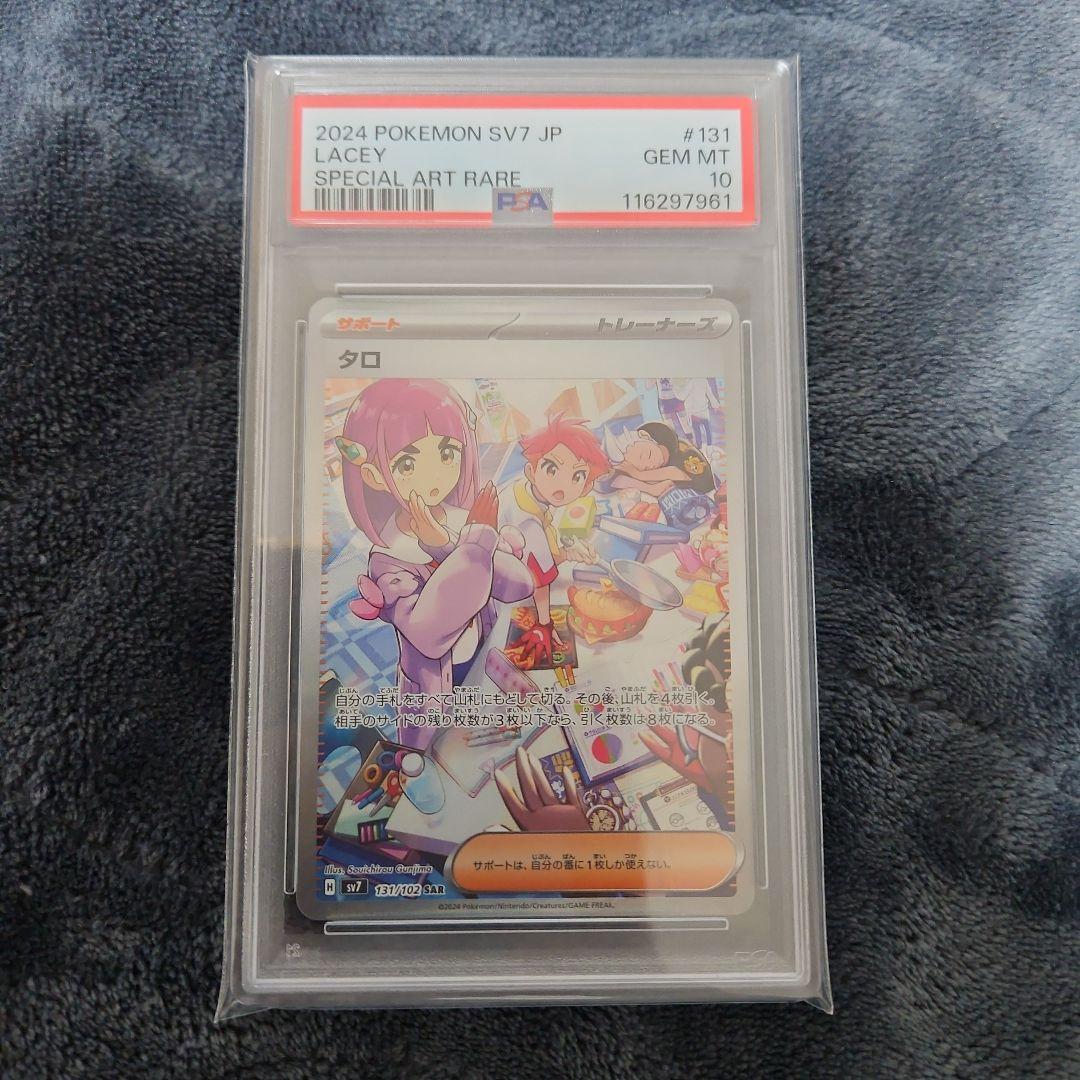 2024 POKEMON SV7 JP #131
LACEY GEM MT
SPECIAL ART RARE 10
PSA 116297961
サポート トレーナーズ
タロ
自分の手札をすべて山札にもどして切る。その後、山札を4枚引く。
相手のサイドの残り枚数が3枚以下なら、引く枚数は8枚になる。
サポートは、自分の番に1枚しか使えない。
Illus. Souichirou Gunjima
H SV7 131/102 SAR
©2024 Pokémon/Nintendo/Creatures/GAME FREAK.